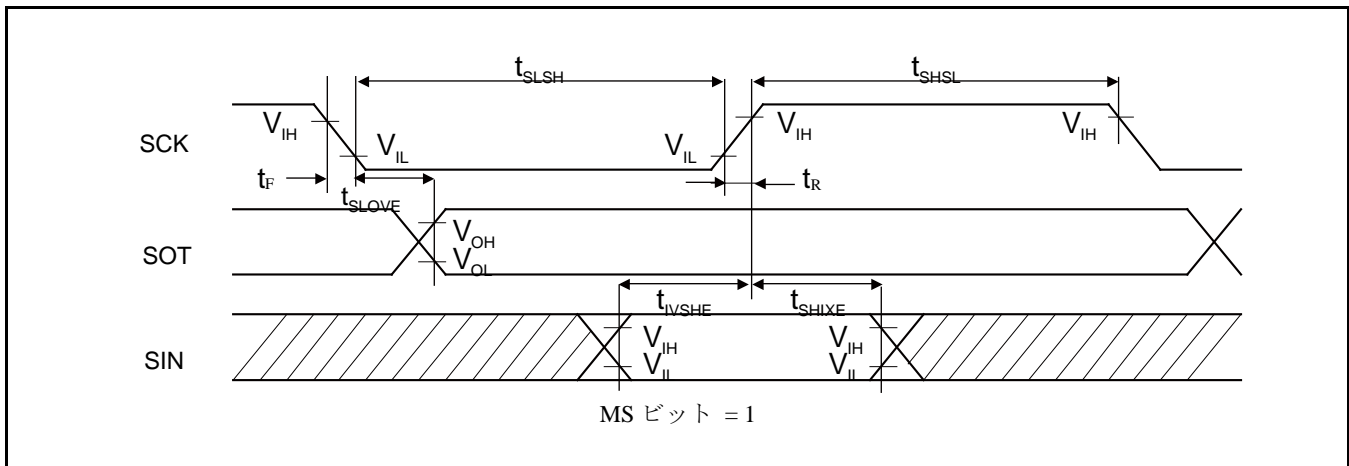 tSLSH
tSHSL
SCK
VIH
VIL
VIL
VIH
VIH
tF
tSLOVE
tR
SOT
VOH
VOL
tIVSHE
tSHIXE
SIN
VIH
VIL
VIH
VIL
MS ビット = 1